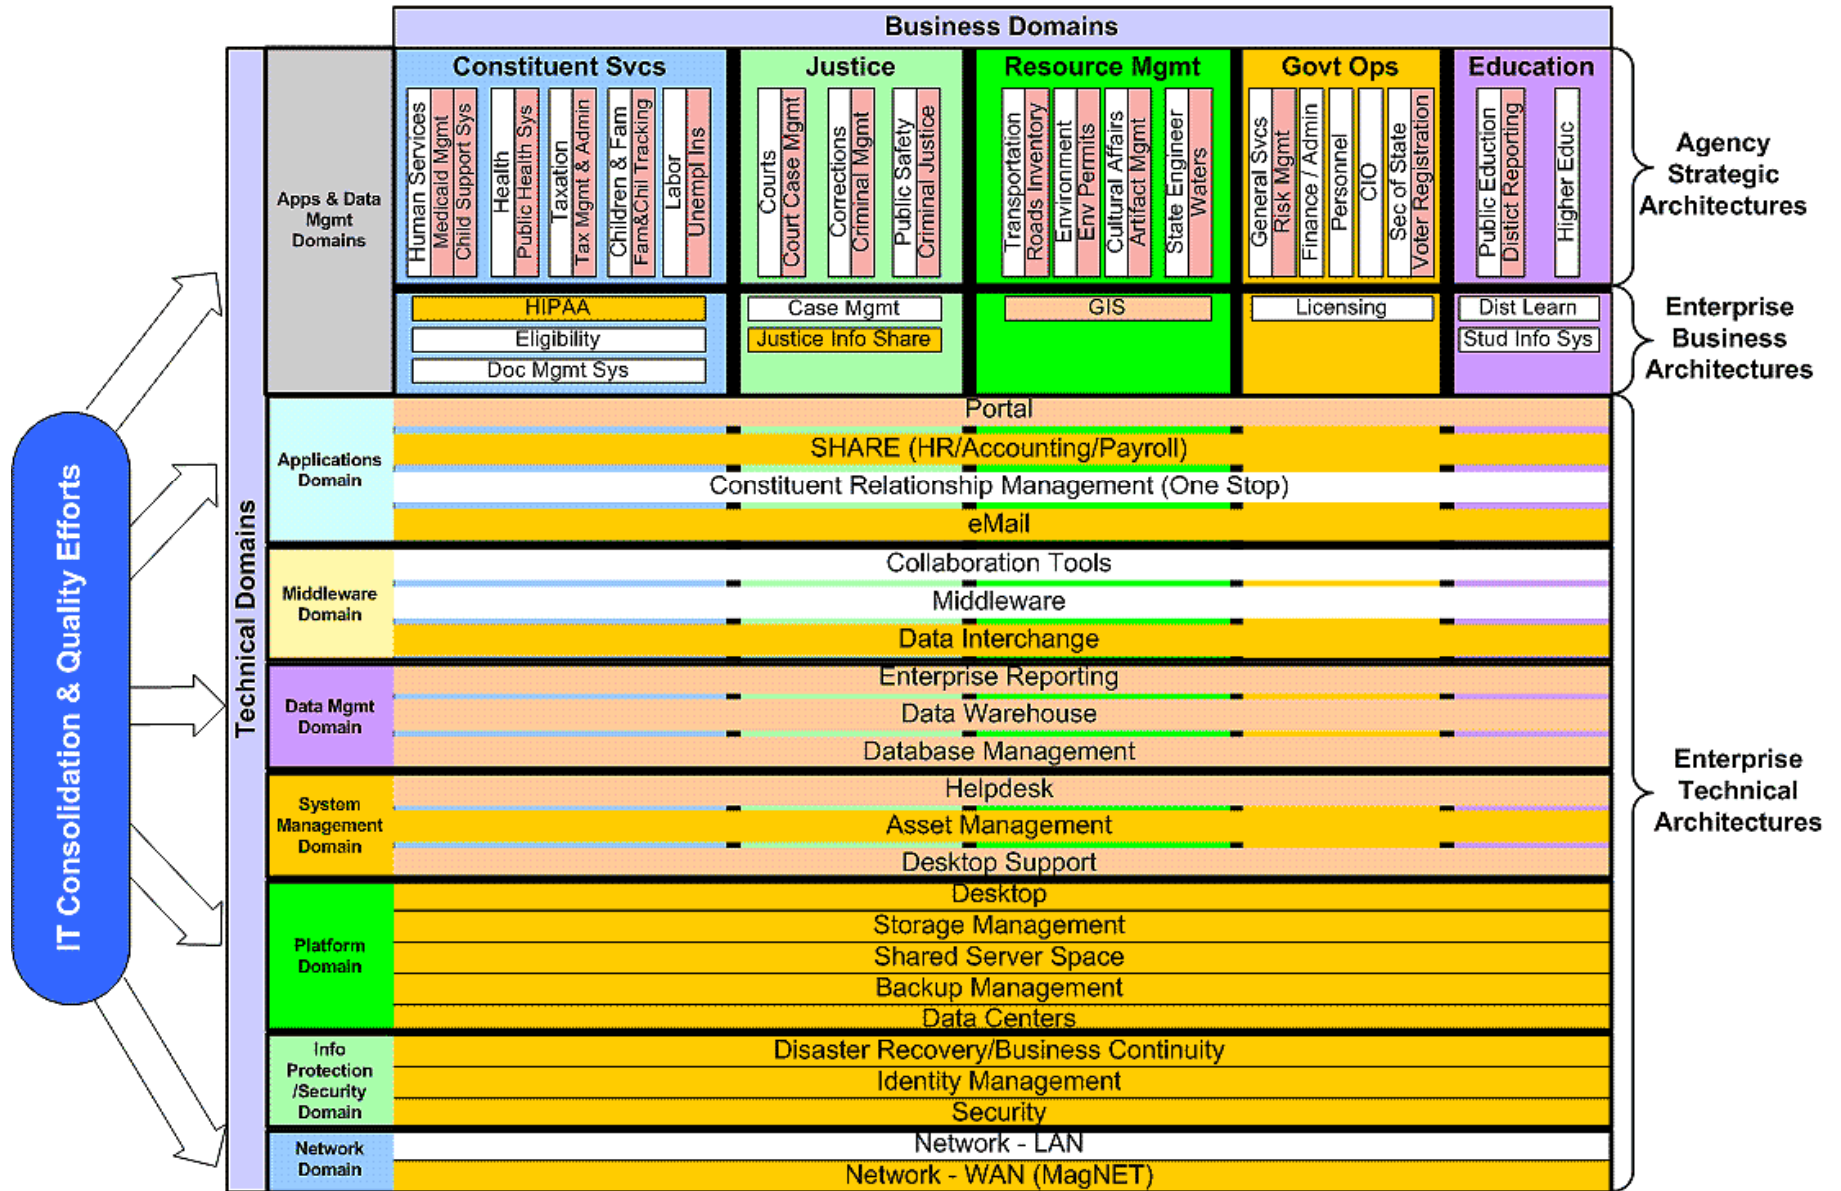 Business Domains
Constituent Svcs
Justice
Resource Mgmt
Govt Ops
Education
Human Services
Medicaid Mgmt
Child Support Sys
Health
Public Health Sys
Taxation
Tax Mgmt & Admin
Children & Fam
Fam&Chil Tracking
Labor
Unempl Ins
Courts
Court Case Mgmt
Corrections
Criminal Mgmt
Public Safety
Criminal Justice
Transportation
Roads Inventory
Environment
Env Permits
Cultural Affairs
Artifact Mgmt
State Engineer
Waters
General Svcs
Risk Mgmt
Finance / Admin
Personnel
CIO
Sec of State
Voter Registration
Public Eduction
District Reporting
Higher Educ
Agency
Strategic
Architectures
Apps & Data
Mgmt
Domains
HIPAA
Eligibility
Doc Mgmt Sys
Case Mgmt
Justice Info Share
GIS
Licensing
Dist Learn
Stud Info Sys
Enterprise
Business
Architectures
IT Consolidation & Quality Efforts
Technical Domains
Applications
Domain
Portal
SHARE (HR/Accounting/Payroll)
Constituent Relationship Management (One Stop)
eMail
Middleware
Domain
Collaboration Tools
Middleware
Data Interchange
Data Mgmt
Domain
Enterprise Reporting
Data Warehouse
Database Management
System
Management
Domain
Helpdesk
Asset Management
Desktop Support
Enterprise
Technical
Architectures
Platform
Domain
Desktop
Storage Management
Shared Server Space
Backup Management
Data Centers
Info
Protection
/Security
Domain
Disaster Recovery/Business Continuity
Identity Management
Security
Network
Domain
Network - LAN
Network - WAN (MagNET)